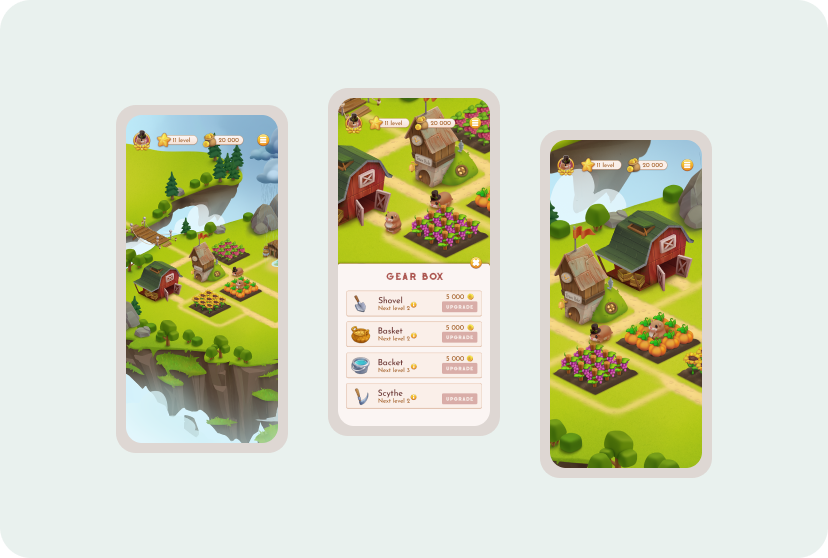 11 level
20 000
11 level
20 000
GEAR BOX
Shovel
Next level 2
5 000
UPGRADE
Basket
Next level 2
5 000
UPGRADE
Backet
Next level 3
5 000
UPGRADE
Scythe
Next level 2
UPGRADE
11 level
20 000